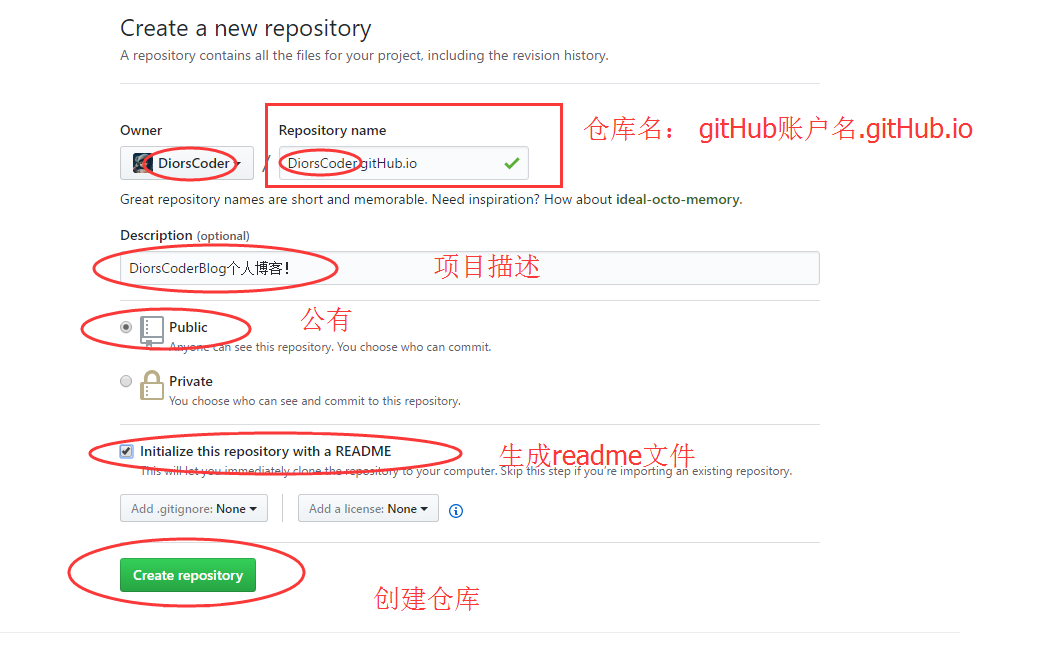 Create a new repository
A repository contains all the files for your project, including the revision history.
Owner
Repository name
仓库名： gitHub账户名.gitHub.io
DiorsCoder
/
DiorsCoder.gitHub.io
Great repository names are short and memorable. Need inspiration? How about ideal-octo-memory.
Description (optional)
DiorsCoderBlog个人博客！
项目描述
Public
公有
Anyone can see this repository. You choose who can commit.
Private
You choose who can see and commit to this repository.
Initialize this repository with a README
生成readme文件
This will let you immediately clone the repository to your computer. Skip this step if you're importing an existing repository.
Add .gitignore: None
Add a license: None
Create repository
创建仓库